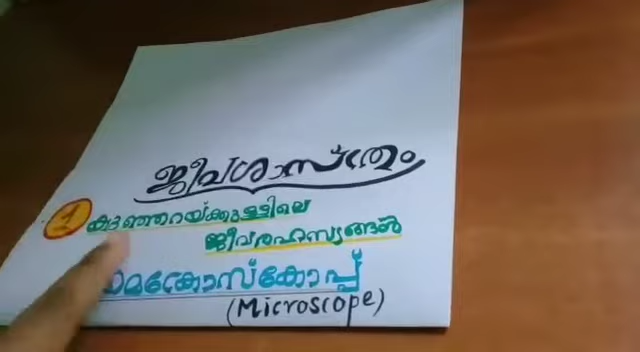 ജീവശാസ്ത്രം
1 കുഞ്ഞറയ്ക്കുള്ളിലെ
ജീവരഹസ്യങ്ങൾ
മൈക്രോസ്കോപ്പ്
(Microscope)